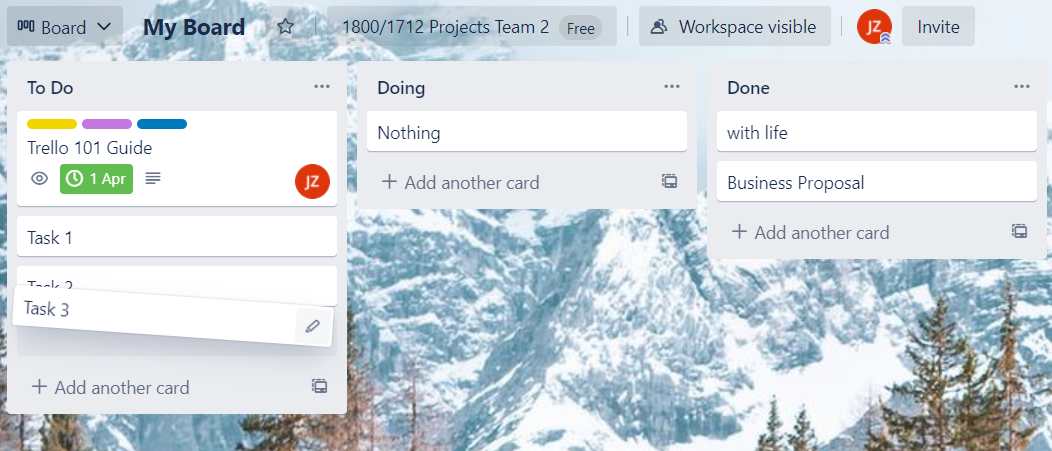 Board
My Board
1800/1712 Projects Team 2 Free
Workspace visible
JZ
Invite
To Do
Trello 101 Guide
1 Apr
JZ
Task 1
Task 2
Task 3
+ Add another card
Doing
Nothing
+ Add another card
Done
with life
Business Proposal
+ Add another card